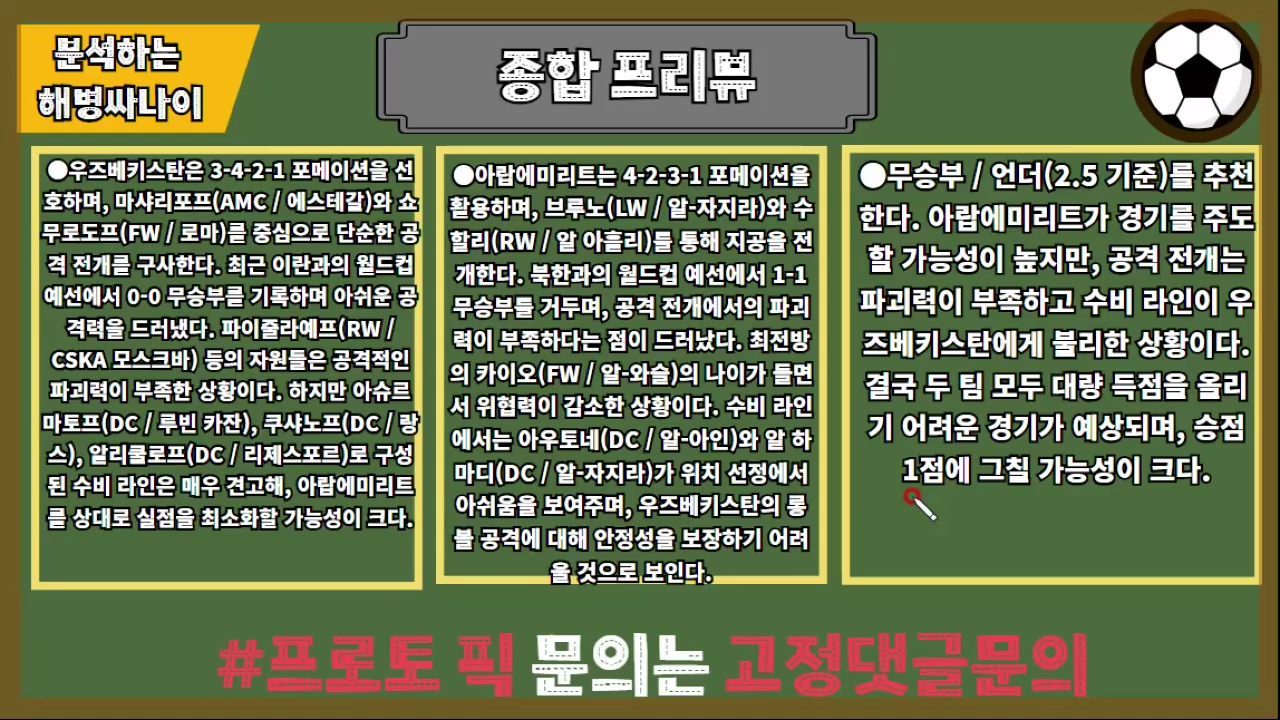 분석하는
해병싸나이
종합 프리뷰
●우즈베키스탄은 3-4-2-1 포메이션을 선
호하며, 마샤리포프(AMC / 에스테갈)와 쇼
무로도프(FW / 로마)를 중심으로 단순한 공
격 전개를 구사한다. 최근 이란과의 월드컵
예선에서 0-0 무승부를 기록하며 아쉬운 공
격력을 드러냈다. 파이줄라예프(RW /
CSKA 모스크바) 등의 자원들은 공격적인
파괴력이 부족한 상황이다. 하지만 아슈르
마토프(DC / 루빈 카잔), 쿠샤노프(DC / 랑
스), 알리쿨로프(DC / 리제스포르)로 구성
된 수비 라인은 매우 견고해, 아랍에미리트
를 상대로 실점을 최소화할 가능성이 크다.
●아랍에미리트는 4-2-3-1 포메이션을
활용하며, 브루노(LW / 알-자지라)와 수
할리(RW / 알 아흘리)를 통해 지공을 전
개한다. 북한과의 월드컵 예선에서 1-1
무승부를 거두며, 공격 전개에서의 파괴
력이 부족하다는 점이 드러났다. 최전방
의 카이오(FW / 알-와슬)의 나이가 들면
서 위협력이 감소한 상황이다. 수비 라인
에서는 아우토네(DC / 알-아인)와 알 하
마디(DC / 알-자지라)가 위치 선정에서
아쉬움을 보여주며, 우즈베키스탄의 롱
볼 공격에 대해 안정성을 보장하기 어려
울 것으로 보인다.
●무승부 / 언더(2.5 기준)를 추천
한다. 아랍에미리트가 경기를 주도
할 가능성이 높지만, 공격 전개는
파괴력이 부족하고 수비 라인이 우
즈베키스탄에게 불리한 상황이다.
결국 두 팀 모두 대량 득점을 올리
기 어려운 경기가 예상되며, 승점
1점에 그칠 가능성이 크다.
#프로토 픽 문의는 고정댓글문의